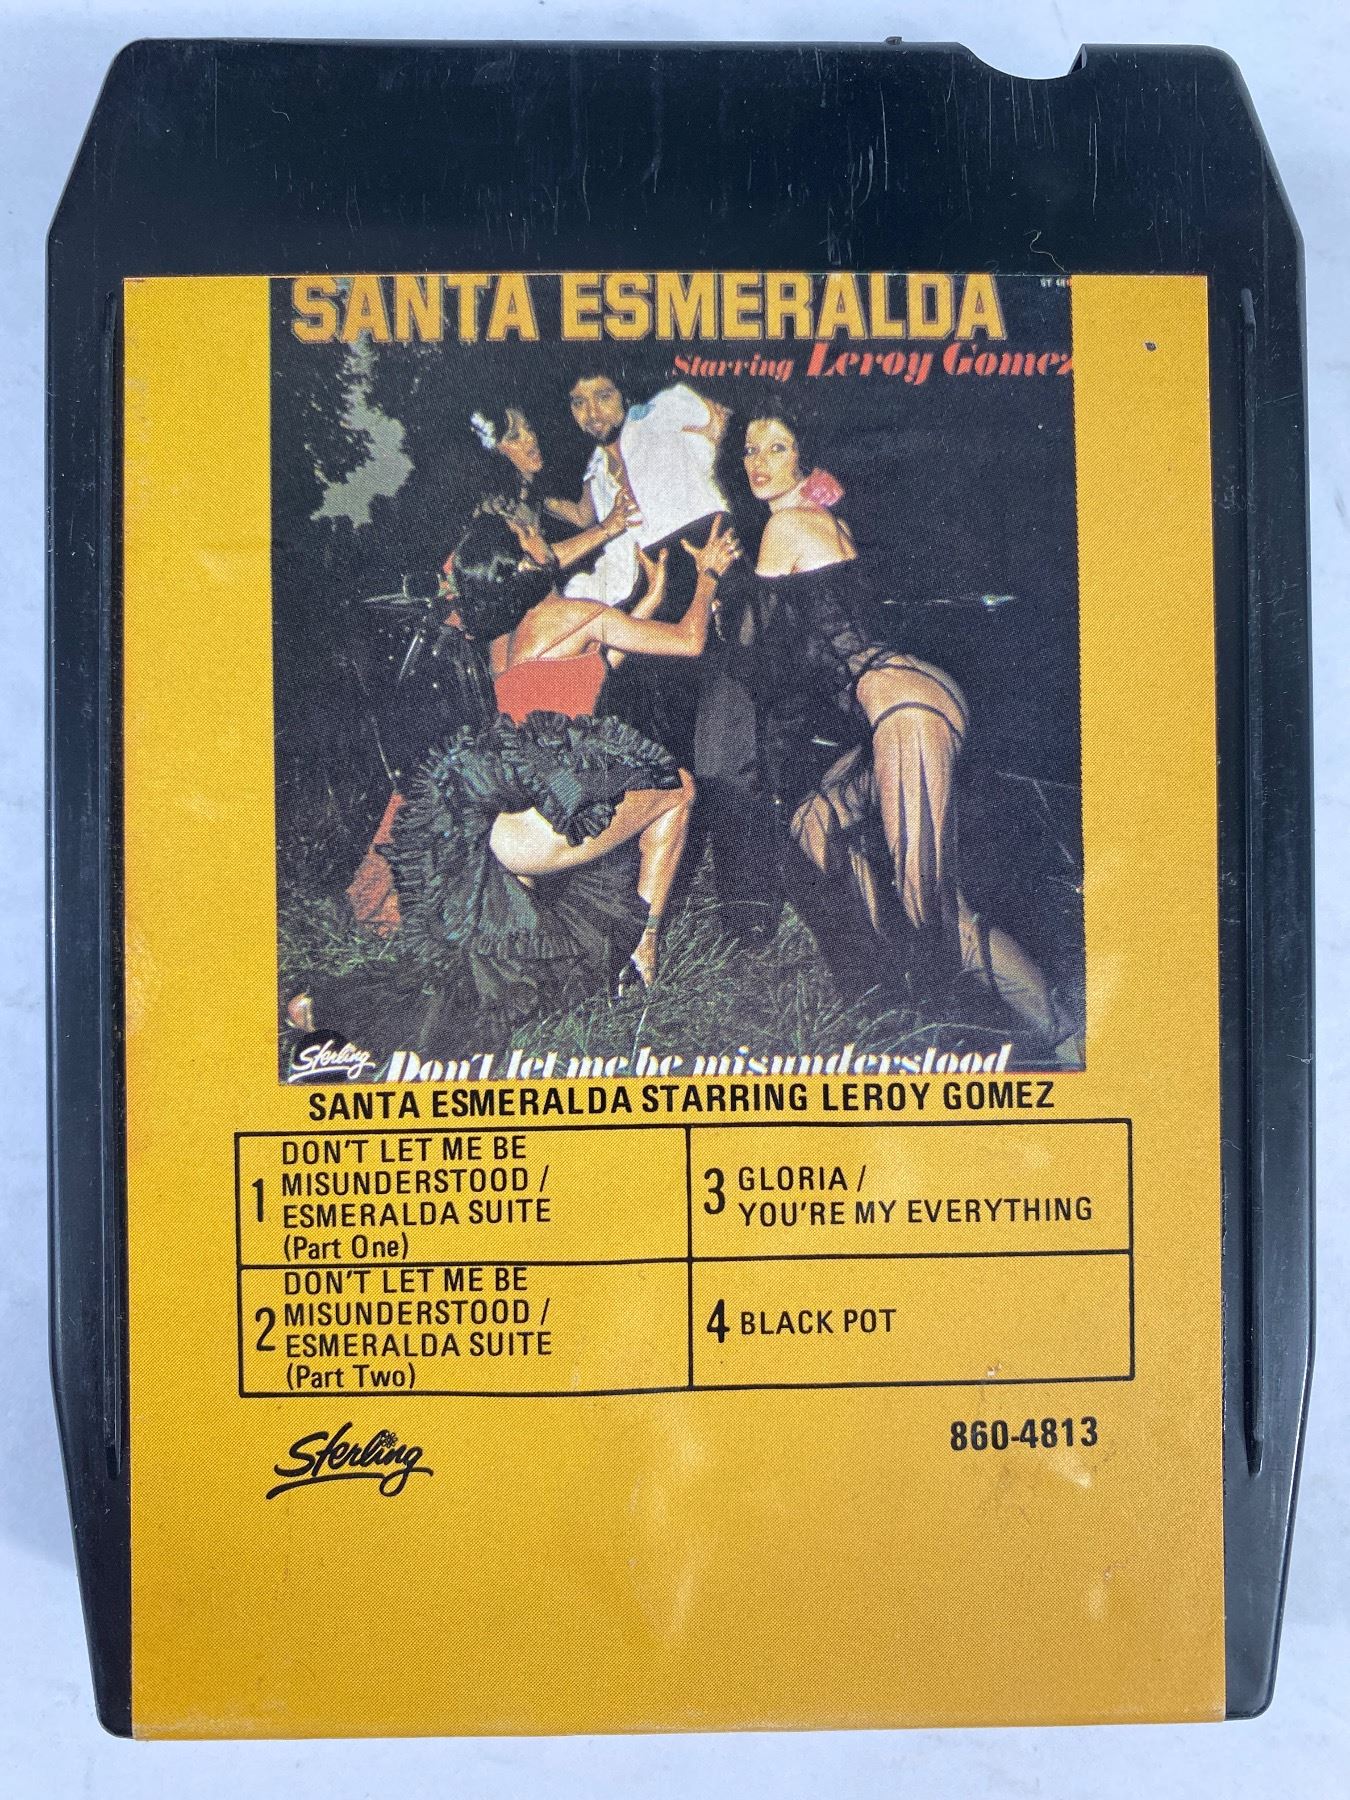 SANTA ESMERALDA
Starring Leroy Gomez
Sterling
Don't let me be misunderstood
SANTA ESMERALDA STARRING LEROY GOMEZ
1
DON'T LET ME BE
MISUNDERSTOOD /
ESMERALDA SUITE
(Part One)
2
DON'T LET ME BE
MISUNDERSTOOD /
ESMERALDA SUITE
(Part Two)
3
GLORIA /
YOU'RE MY EVERYTHING
4 BLACK POT
Sterling
860-4813